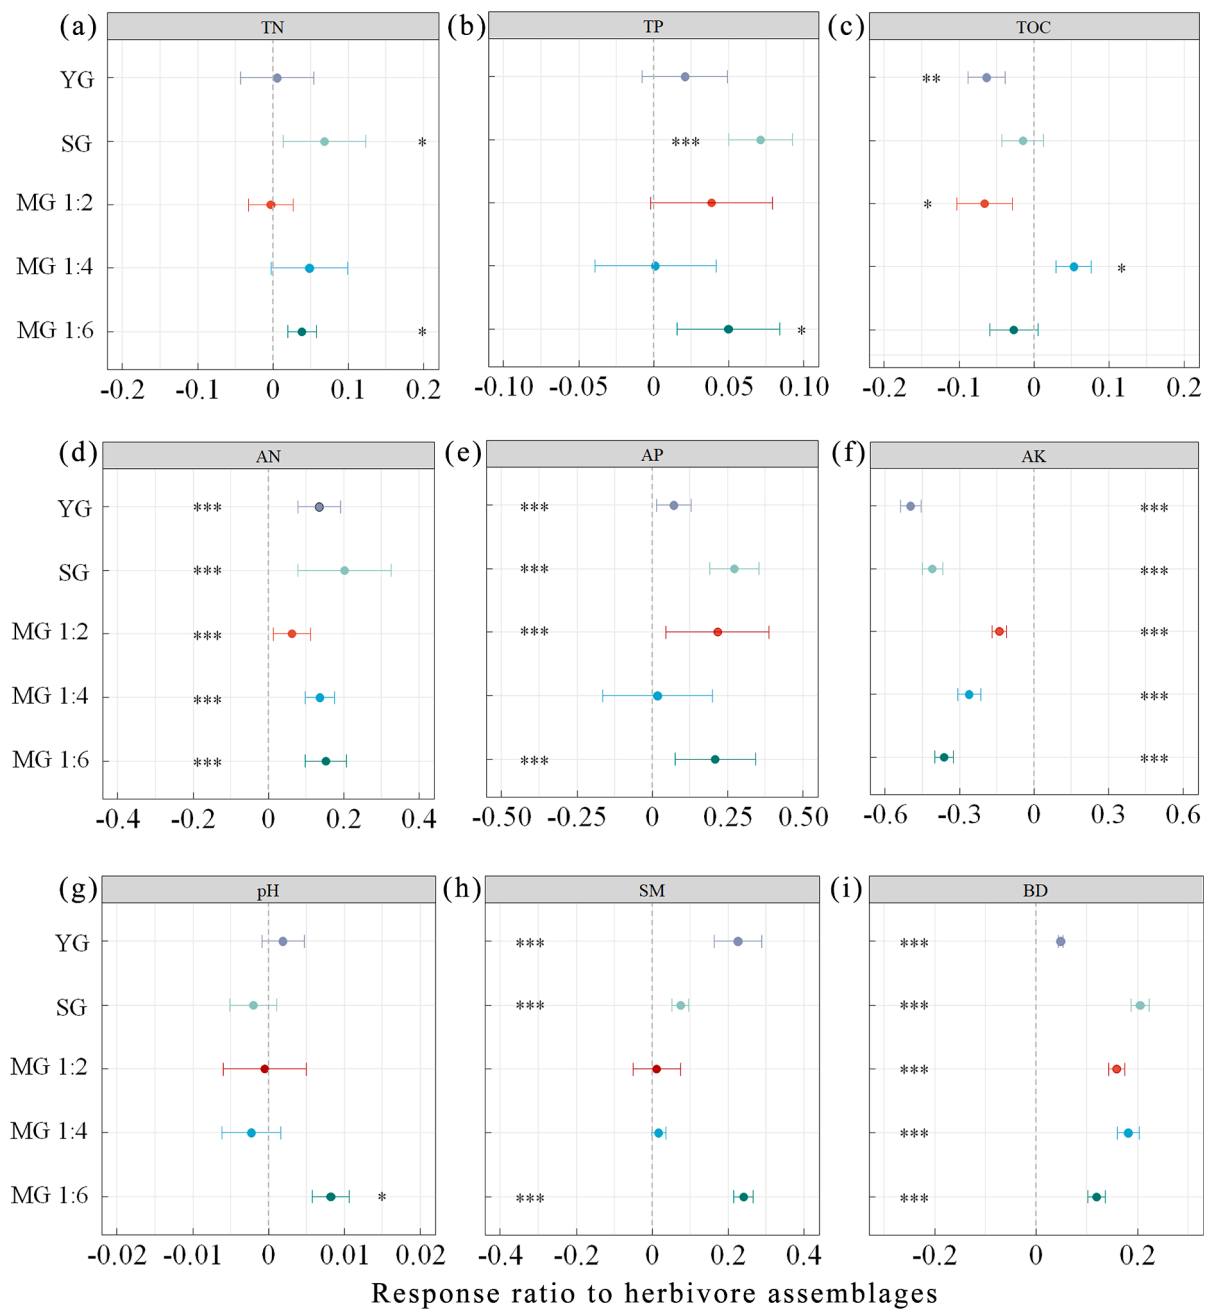 (a) TN (b) TP (c) TOC
YG **
SG * ***
MG 1:2 *
MG 1:4 *
MG 1:6 * *
-0.2 -0.1 0 0.1 0.2 -0.10 -0.05 0 0.05 0.10 -0.2 -0.1 0 0.1 0.2
(d) AN (e) AP (f) AK
YG *** *** ***
SG *** *** ***
MG 1:2 *** *** ***
MG 1:4 *** ***
MG 1:6 *** *** ***
-0.4 -0.2 0 0.2 0.4 -0.50 -0.25 0 0.25 0.50 -0.6 -0.3 0 0.3 0.6
(g) pH (h) SM (i) BD
YG *** ***
SG *** ***
MG 1:2 ***
MG 1:4 ***
MG 1:6 * *** ***
-0.02 -0.01 0 0.01 0.02 -0.4 -0.2 0 0.2 0.4 -0.2 0 0.2
Response ratio to herbivore assemblages